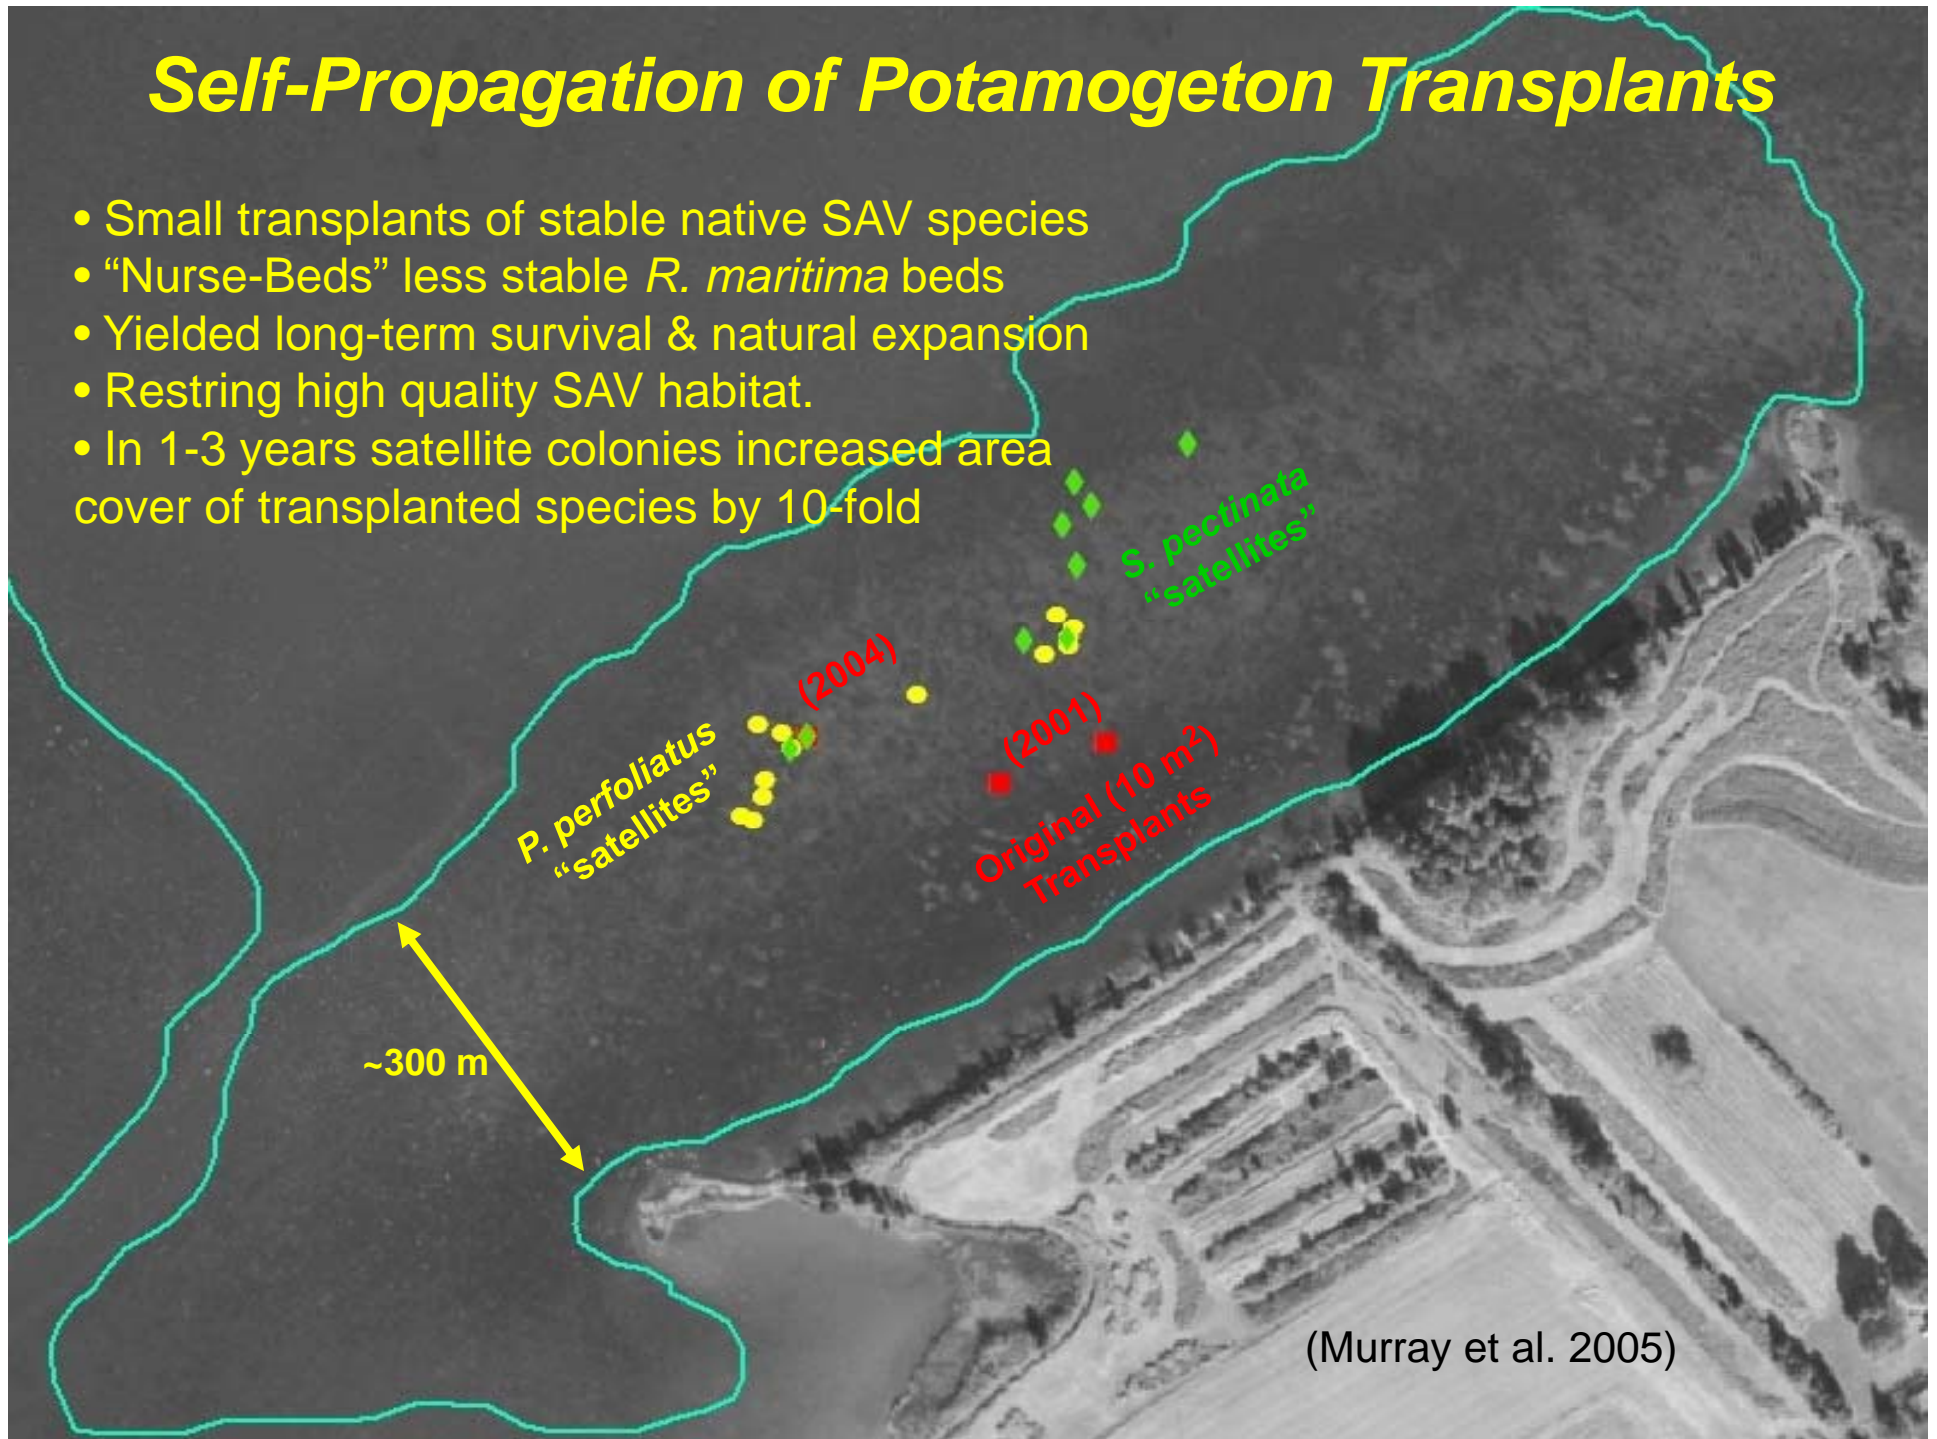 Self-Propagation of Potamogeton Transplants
• Small transplants of stable native SAV species
• “Nurse-Beds” less stable R. maritima beds
• Yielded long-term survival & natural expansion
• Restring high quality SAV habitat.
• In 1-3 years satellite colonies increased area
cover of transplanted species by 10-fold
S. pectinata
“satellites”
(2004)
P. perfoliatus
“satellites”
(2001)
Original (10 m²)
Transplants
~300 m
(Murray et al. 2005)